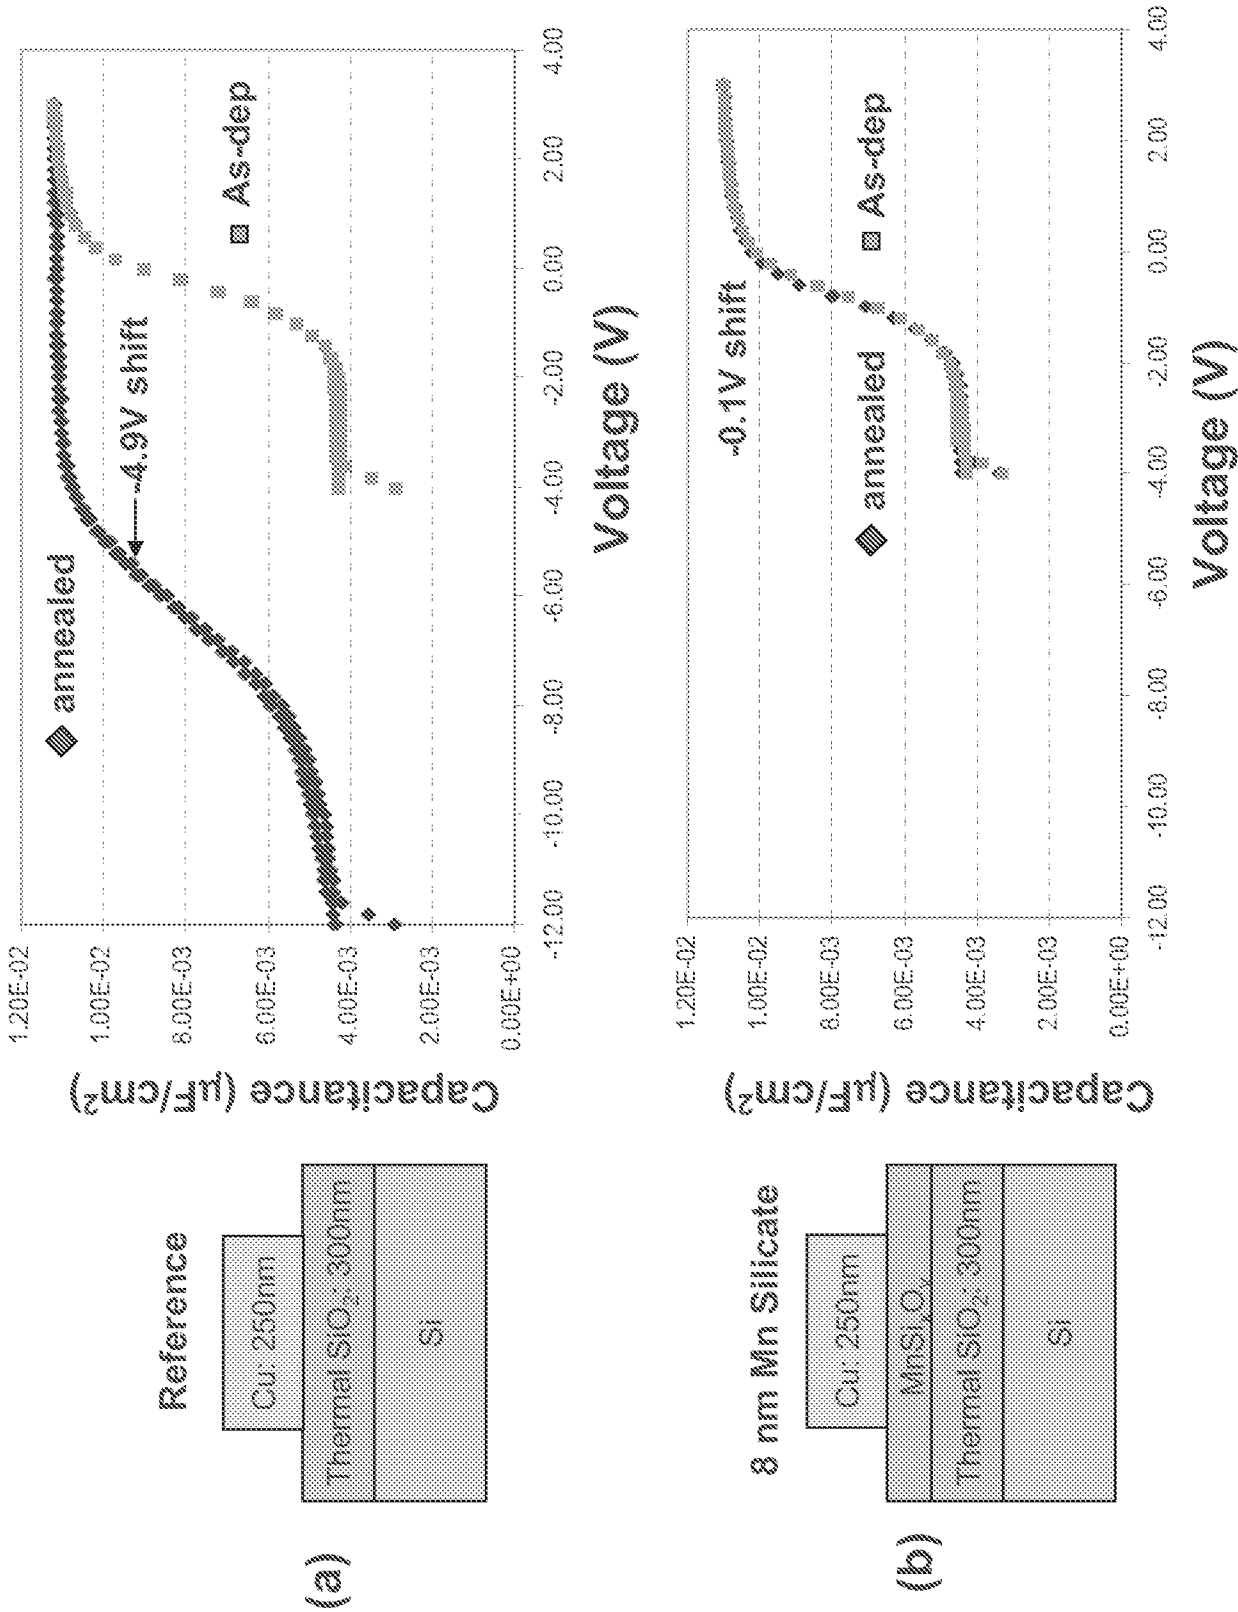 (a)
Reference
Cu: 250nm
Thermal SiO₂: 300nm
Si
Capacitance (μF/cm²)
1.20E-02
1.00E-02
8.00E-03
6.00E-03
4.00E-03
2.00E-03
0.00E+00
annealed
-4.9V shift
As-dep
-12.00 -10.00 -8.00 -6.00 -4.00 -2.00 0.00 2.00 4.00
Voltage (V)
(b)
8 nm Mn Silicate
Cu: 250nm
MnSiₓOᵧ
Thermal SiO₂: 300nm
Si
Capacitance (μF/cm²)
1.20E-02
1.00E-02
8.00E-03
6.00E-03
4.00E-03
2.00E-03
0.00E+00
-0.1V shift
annealed
As-dep
-12.00 -10.00 -8.00 -6.00 -4.00 -2.00 0.00 2.00 4.00
Voltage (V)